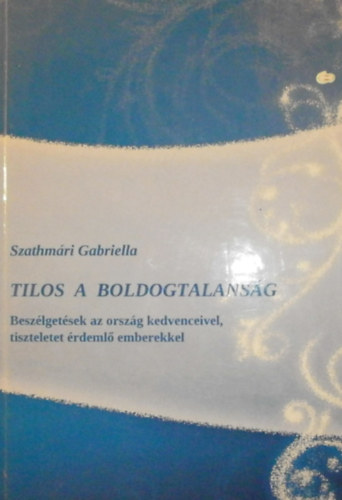 Szathmári Gabriella
TILOS A BOLDOGTALANSÁG
Beszélgetések az ország kedvenceivel,
tiszteletet érdemlő emberekkel